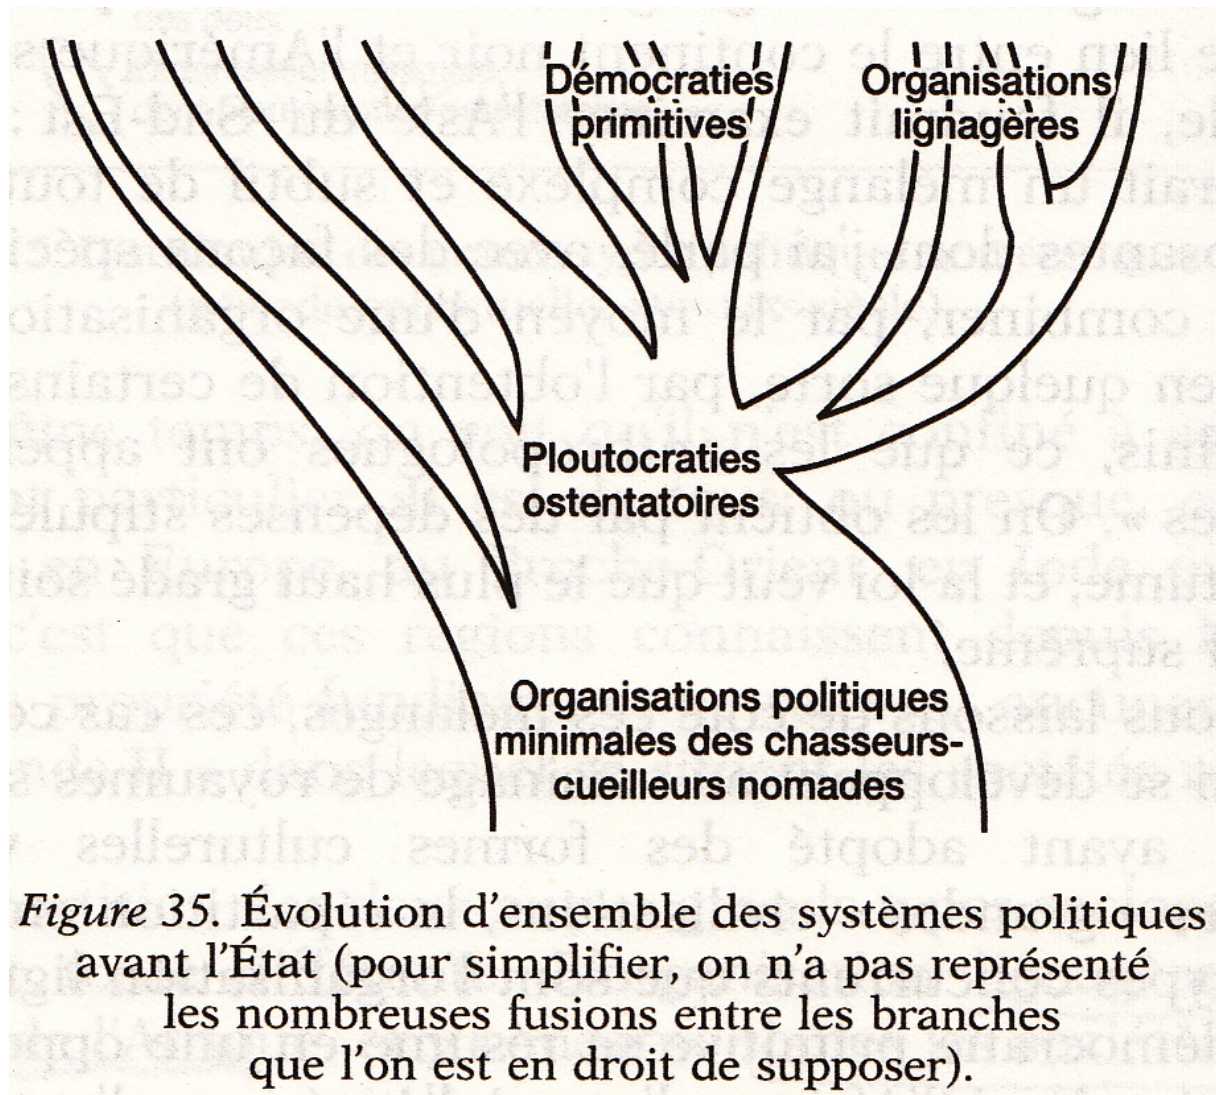 Démocraties
primitives
Organisations
lignagères
Ploutocraties
ostentatoires
Organisations politiques
minimales des chasseurs-
cueilleurs nomades
Figure 35. Évolution d'ensemble des systèmes politiques
avant l'État (pour simplifier, on n'a pas représenté
les nombreuses fusions entre les branches
que l'on est en droit de supposer).